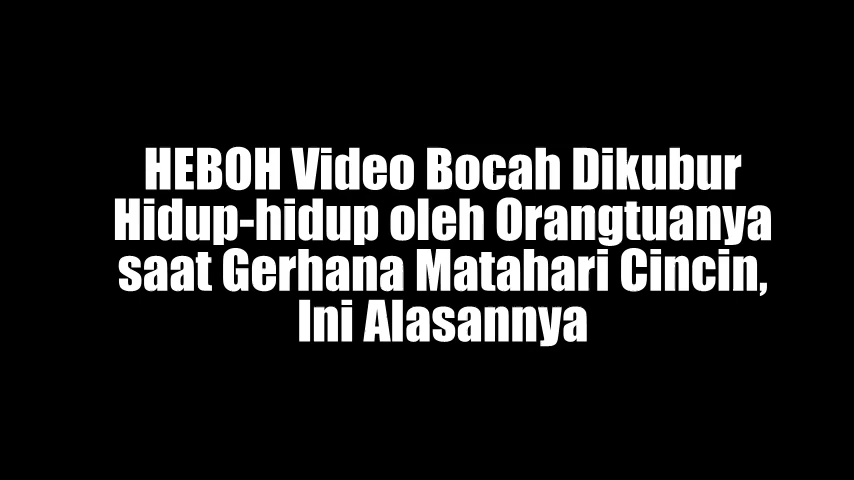 HEBOH Video Bocah Dikubur
Hidup-hidup oleh Orangtuanya
saat Gerhana Matahari Cincin,
Ini Alasannya